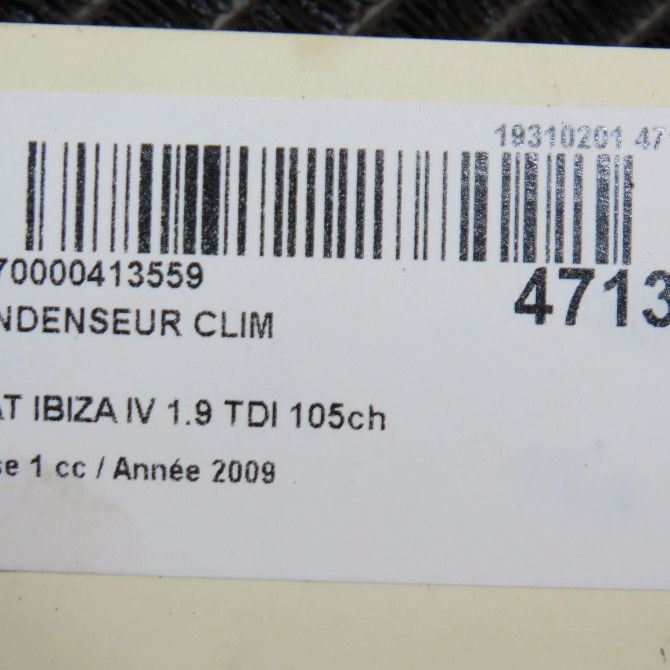 19310201 47
70000413559
4713
NDENSEUR CLIM
AT IBIZA IV 1.9 TDI 105ch
se 1 cc / Année 2009